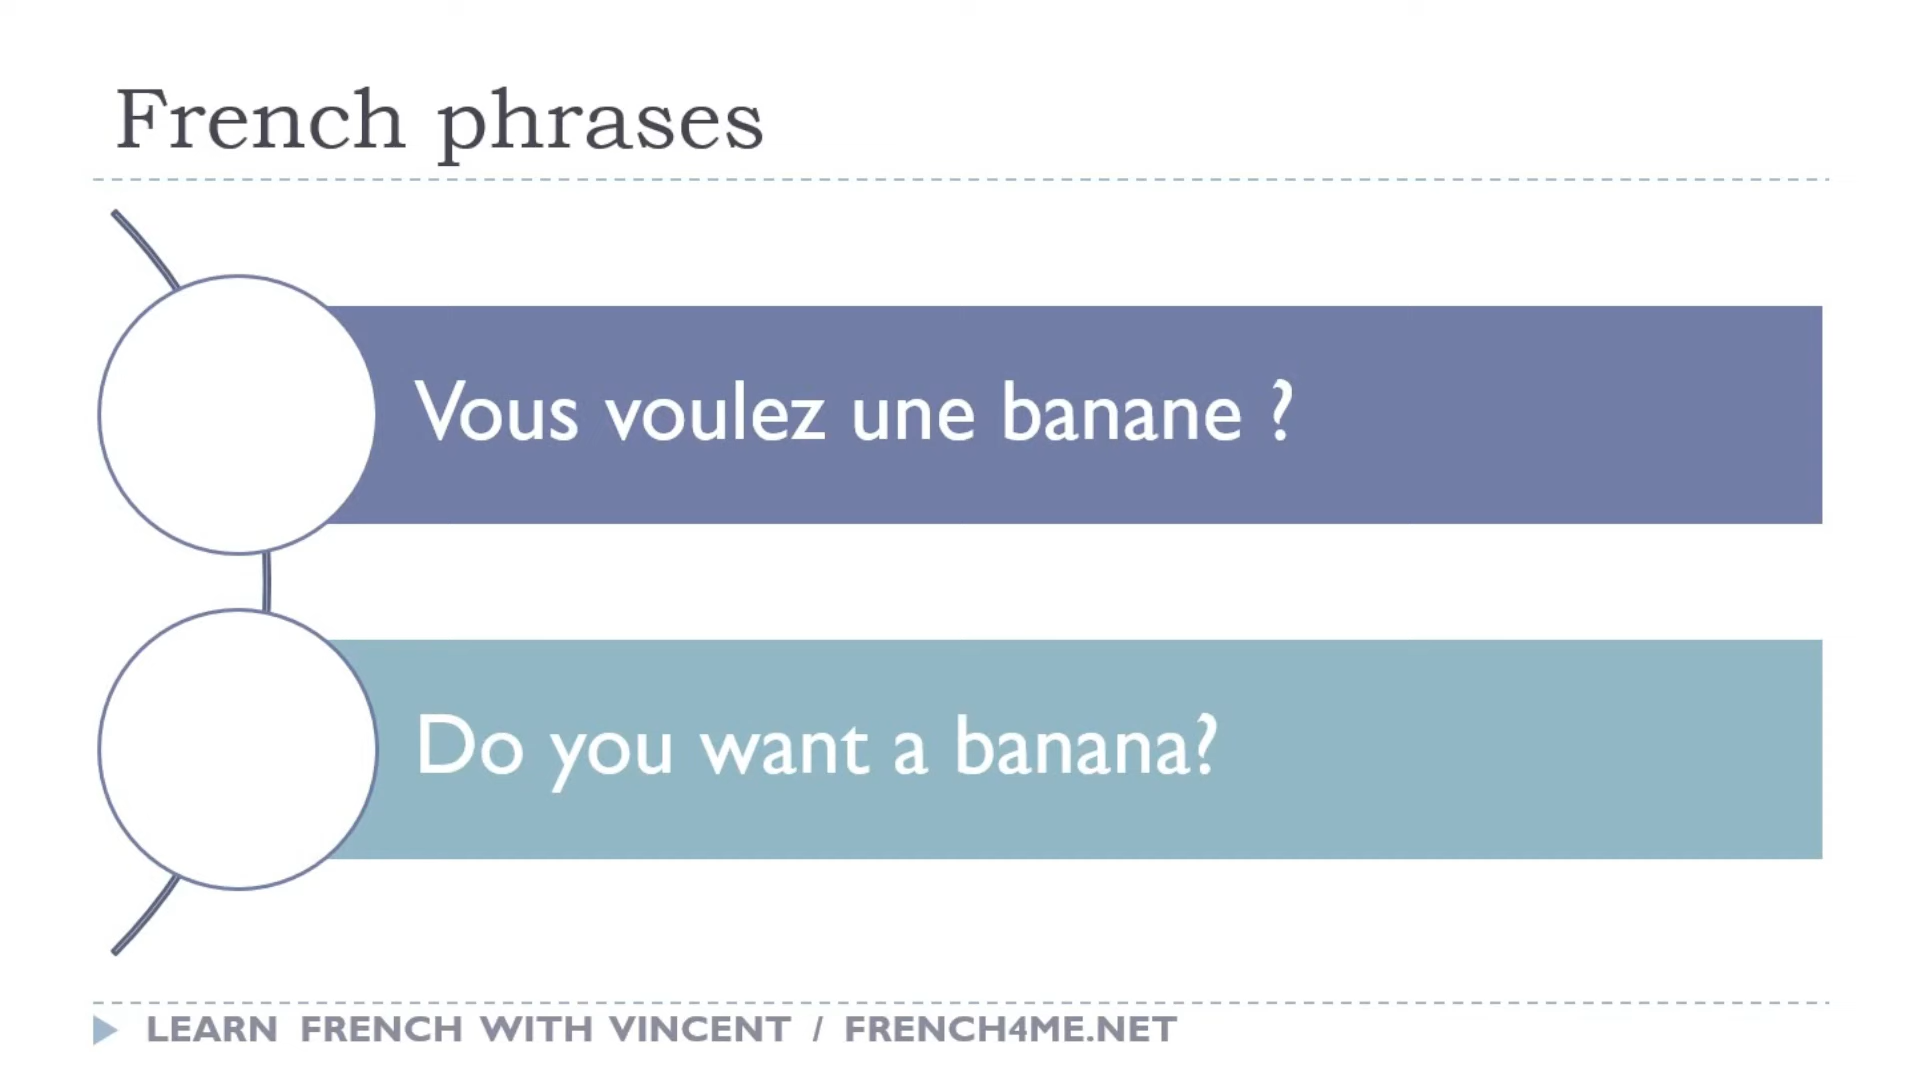 French phrases
Vous voulez une banane ?
Do you want a banana?
LEARN FRENCH WITH VINCENT / FRENCH4ME.NET